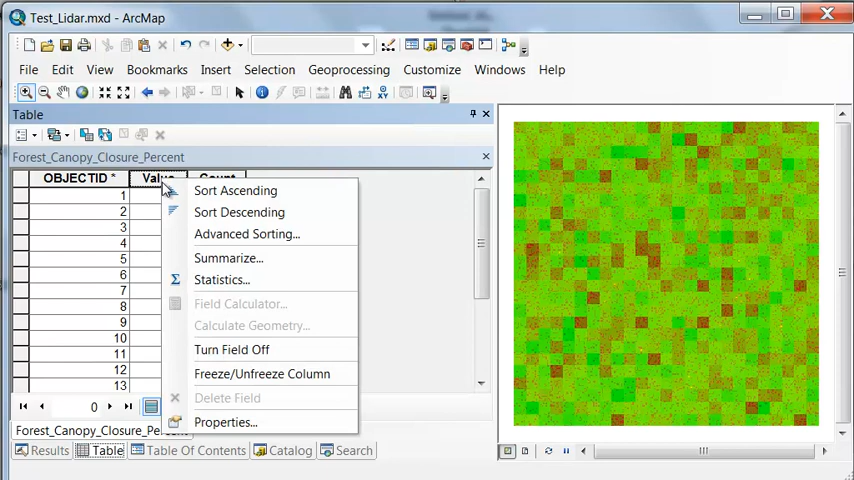 Test_Lidar.mxd - ArcMap
File Edit View Bookmarks Insert Selection Geoprocessing Customize Windows Help
Table
Forest_Canopy_Closure_Percent
OBJECTID * Value Count
1
2
3
4
5
6
7
8
9
10
11
12
13
Sort Ascending
Sort Descending
Advanced Sorting...
Summarize...
Statistics...
Field Calculator...
Calculate Geometry...
Turn Field Off
Freeze/Unfreeze Column
Delete Field
Properties...
0
Forest_Canopy_Closure_Percent
Results Table Table Of Contents Catalog Search